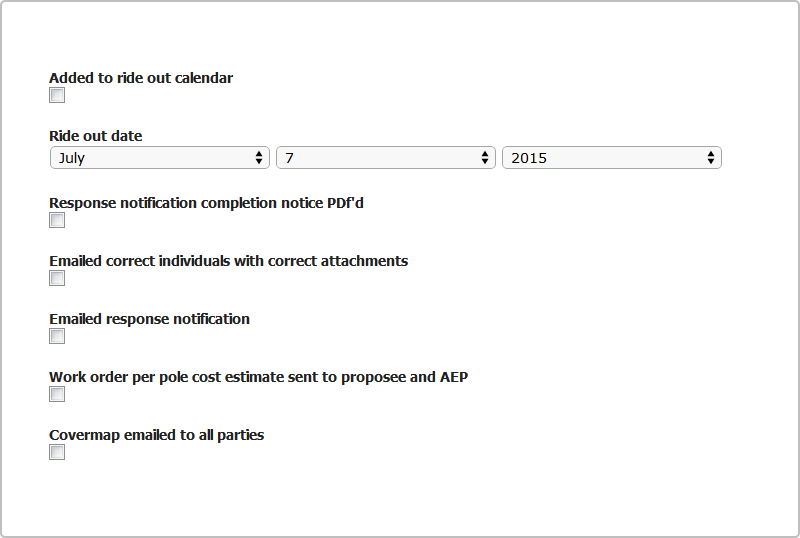 Added to ride out calendar
Ride out date
July 7 2015
Response notification completion notice PDf'd
Emailed correct individuals with correct attachments
Emailed response notification
Work order per pole cost estimate sent to proposee and AEP
Covermap emailed to all parties